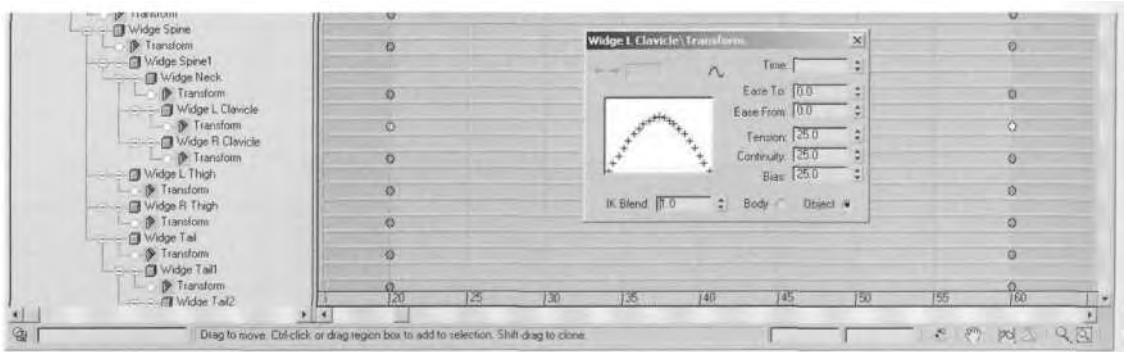 Transform
Widge Spine
Transform
Widge Spine1
Widge Neck
Transform
Widge L Clavicle
Transform
Widge R Clavicle
Transform
Widge L Thigh
Transform
Widge R Thigh
Transform
Widge Tail
Transform
Widge Tail1
Transform
Widge Tail2
Widge L Clavicle\Transform
Time:
Ease To: 0.0
Ease From: 0.0
Tension: 25.0
Continuity: 25.0
Bias: 25.0
IK Blend: 1.0 Body Object
20 25 30 35 40 45 50 55 60
Drag to move. Ctrl-click or drag region box to add to selection. Shift-drag to clone.